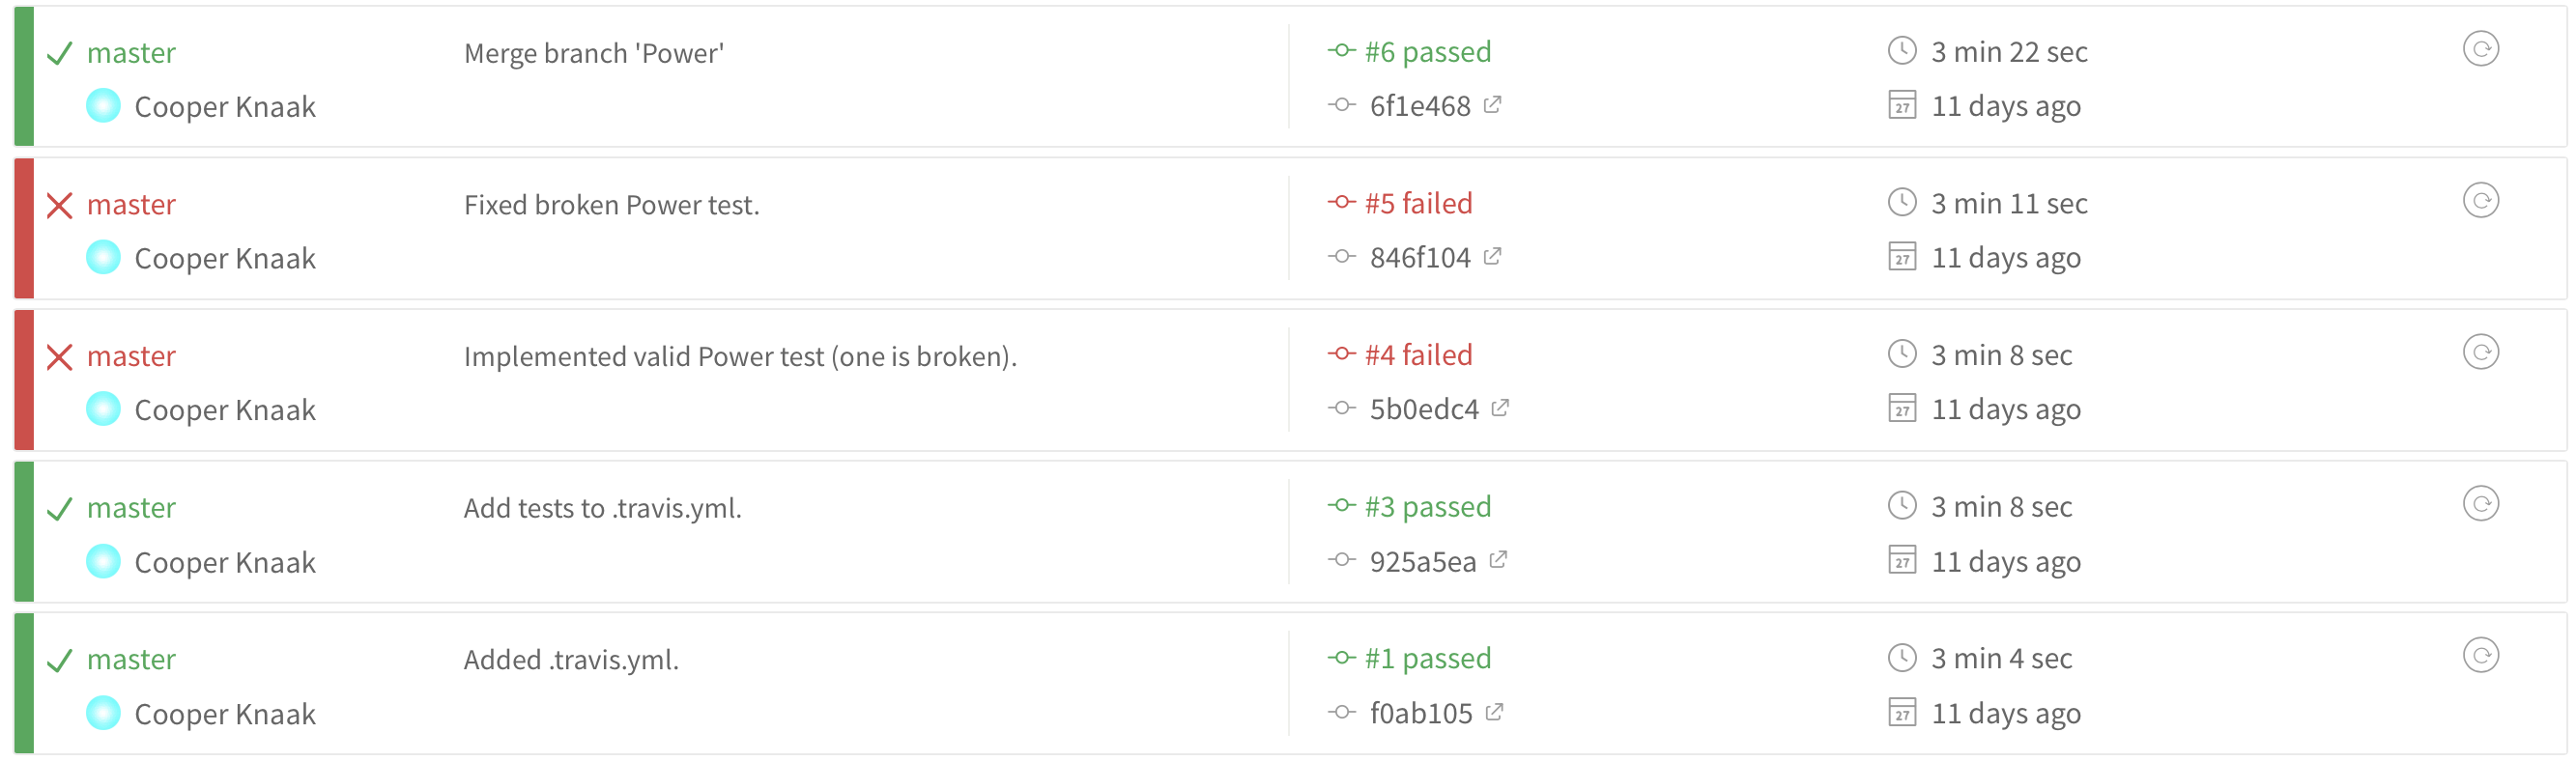 master Merge branch 'Power' #6 passed 3 min 22 sec
Cooper Knaak 6f1e468 27 11 days ago
master Fixed broken Power test. #5 failed 3 min 11 sec
Cooper Knaak 846f104 27 11 days ago
master Implemented valid Power test (one is broken). #4 failed 3 min 8 sec
Cooper Knaak 5b0edc4 27 11 days ago
master Add tests to .travis.yml. #3 passed 3 min 8 sec
Cooper Knaak 925a5ea 27 11 days ago
master Added .travis.yml. #1 passed 3 min 4 sec
Cooper Knaak f0ab105 27 11 days ago